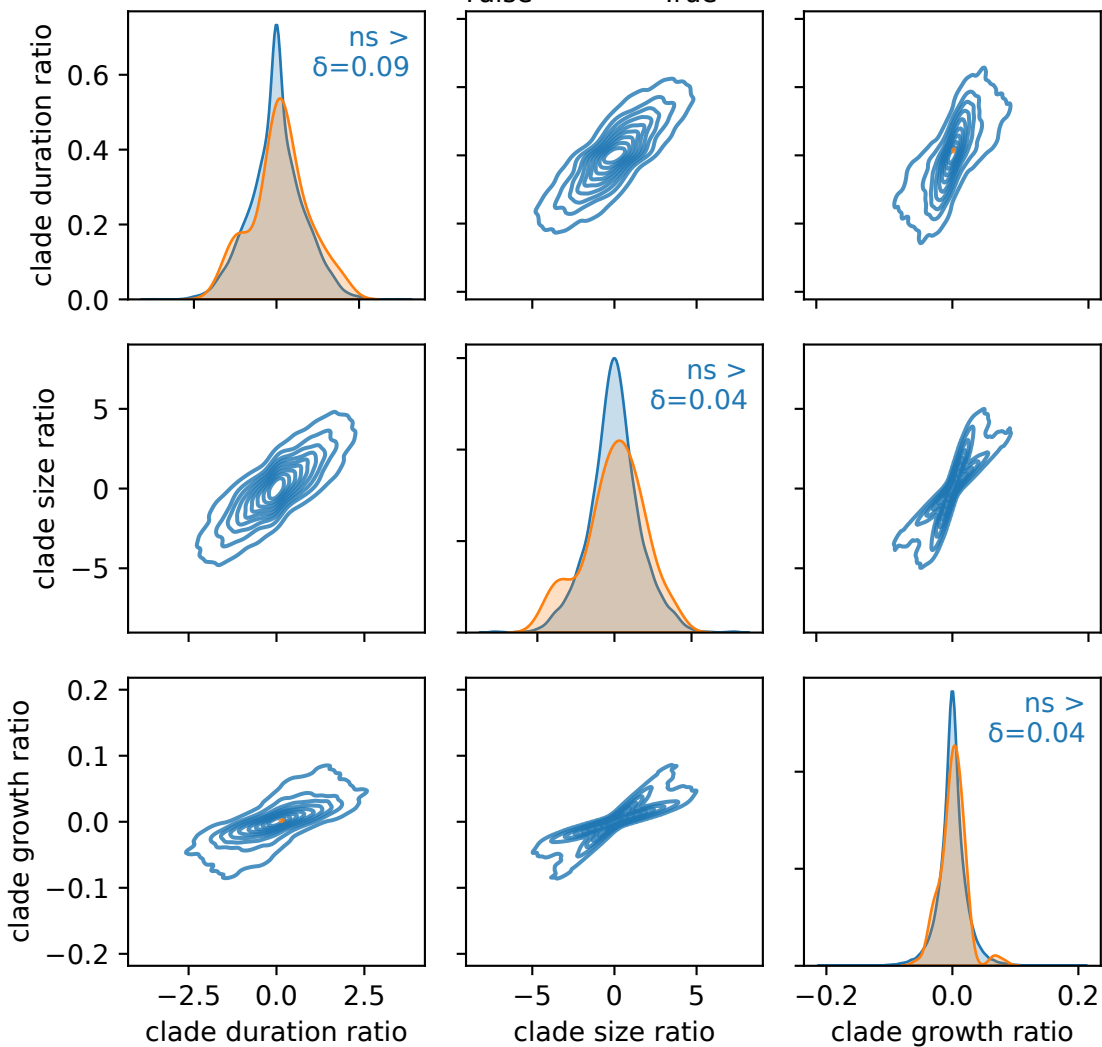 True
clade duration ratio
0.6
0.4
0.2
0.0
ns >
δ=0.09
clade size ratio
5
0
−5
ns >
δ=0.04
clade growth ratio
0.2
0.1
0.0
−0.1
−0.2
ns >
δ=0.04
−2.5 0.0 2.5
−5 0 5
−0.2 0.0 0.2
clade duration ratio
clade size ratio
clade growth ratio